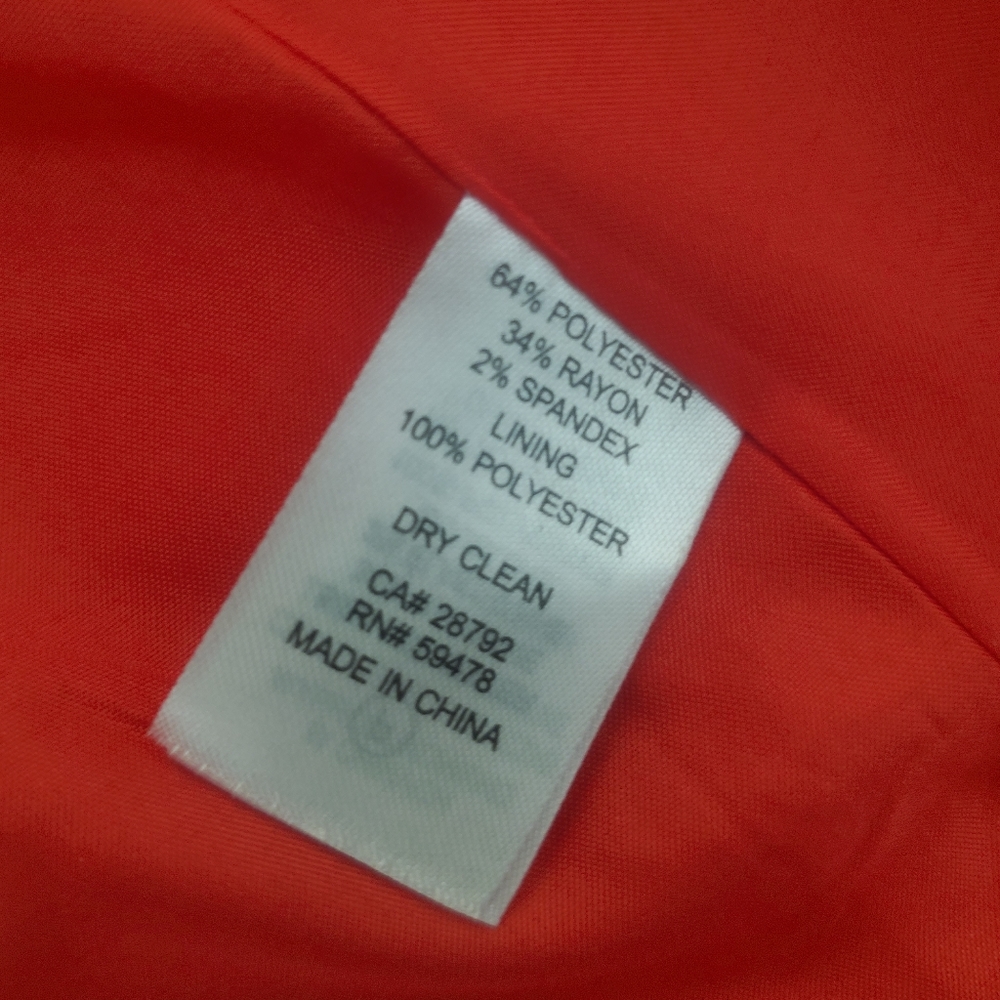 64% POLYESTER
34% RAYON
2% SPANDEX
LINING
100% POLYESTER
DRY CLEAN
CA# 28792
RN# 59478
MADE IN CHINA